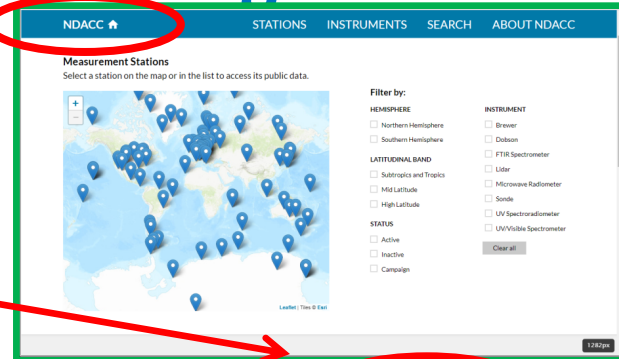 NDACC STATIONS INSTRUMENTS SEARCH ABOUT NDACC
Measurement Stations
Select a station on the map or in the list to access its public data.
+
−
Leaflet | Tiles © Esri
Filter by:
HEMISPHERE
Northern Hemisphere
Southern Hemisphere
LATITUDINAL BAND
Subtropics and Tropics
Mid Latitude
High Latitude
STATUS
Active
Inactive
Campaign
INSTRUMENT
Brewer
Dobson
FTIR Spectrometer
Lidar
Microwave Radiometer
Sonde
UV Spectroradiometer
UV/Visible Spectrometer
Clear all
1282px